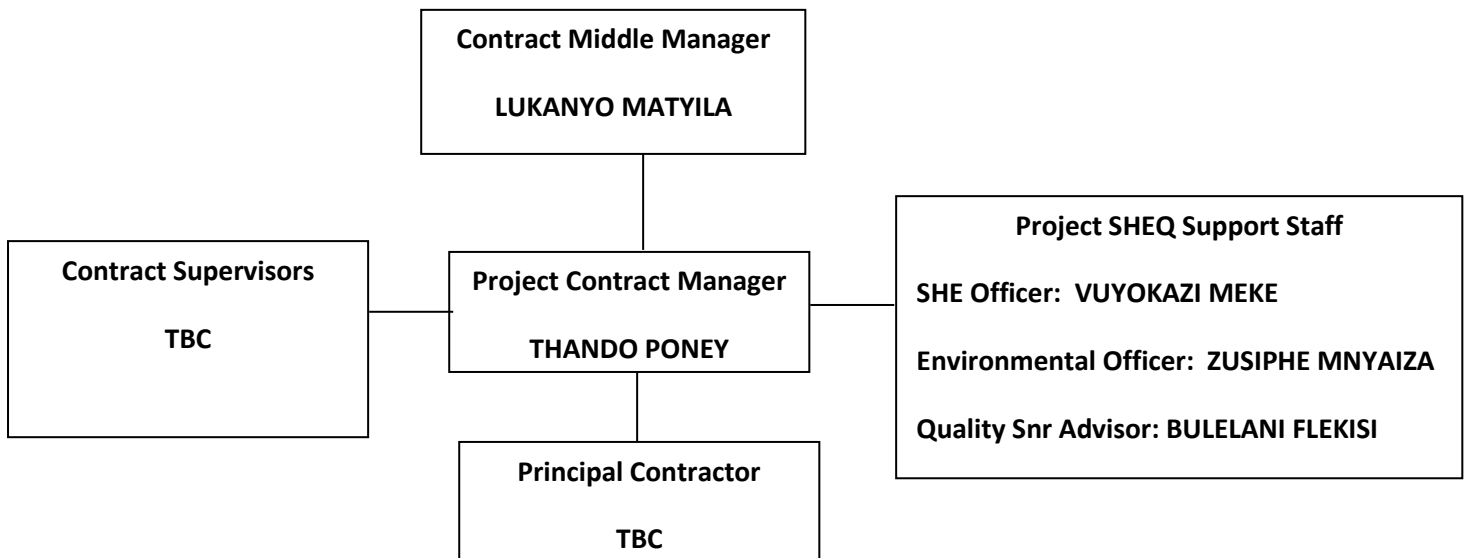 Contract Middle Manager
LUKANYO MATYILA
Contract Supervisors
TBC
Project Contract Manager
THANDO PONEY
Project SHEQ Support Staff
SHE Officer: VUYOKAZI MEKE
Environmental Officer: ZUSIPHE MNYAIZA
Quality Snr Advisor: BULELANI FLEKISI
Principal Contractor
TBC